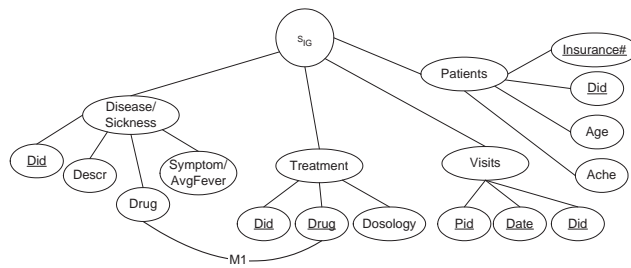 S_IG
Insurance#
Patients
Did
Disease/
Sickness
Age
Did
Descr
Symptom/
AvgFever
Treatment
Visits
Ache
Drug
Did
Drug
Dosology
Pid
Date
Did
M1